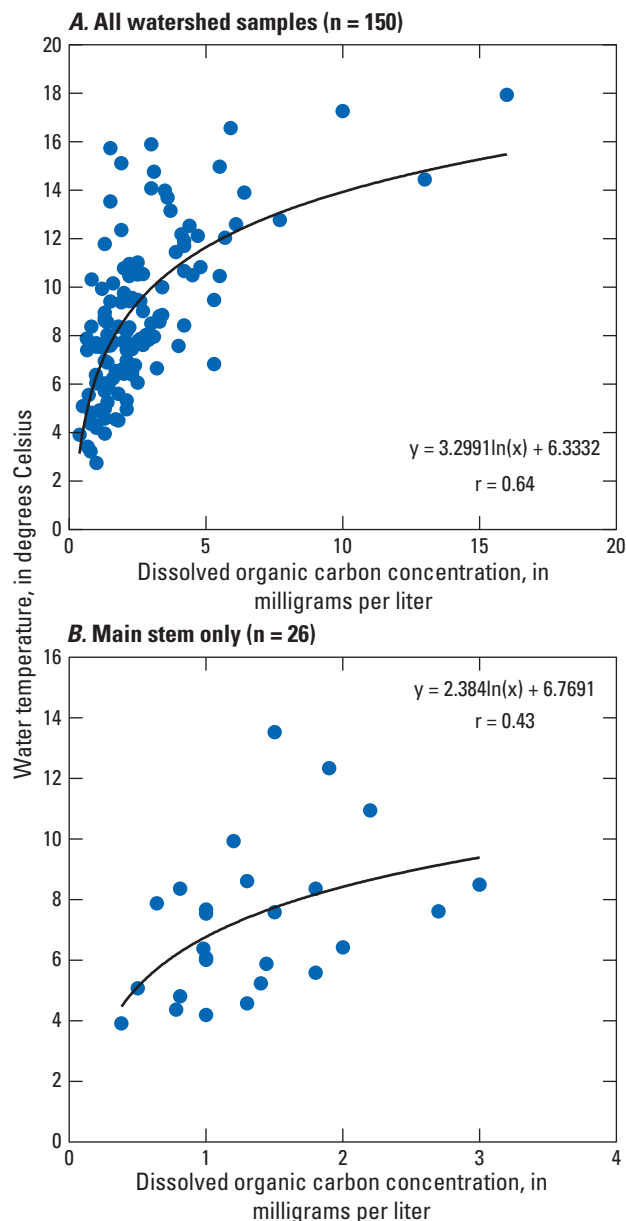 A. All watershed samples (n = 150)
20
18
16
14
12
10
8
6
4
2
0
y = 3.2991ln(x) + 6.3332
r = 0.64
0 5 10 15 20
Dissolved organic carbon concentration, in
milligrams per liter
Water temperature, in degrees Celsius
B. Main stem only (n = 26)
16
14
12
10
8
6
4
2
0
y = 2.384ln(x) + 6.7691
r = 0.43
0 1 2 3 4
Dissolved organic carbon concentration, in
milligrams per liter